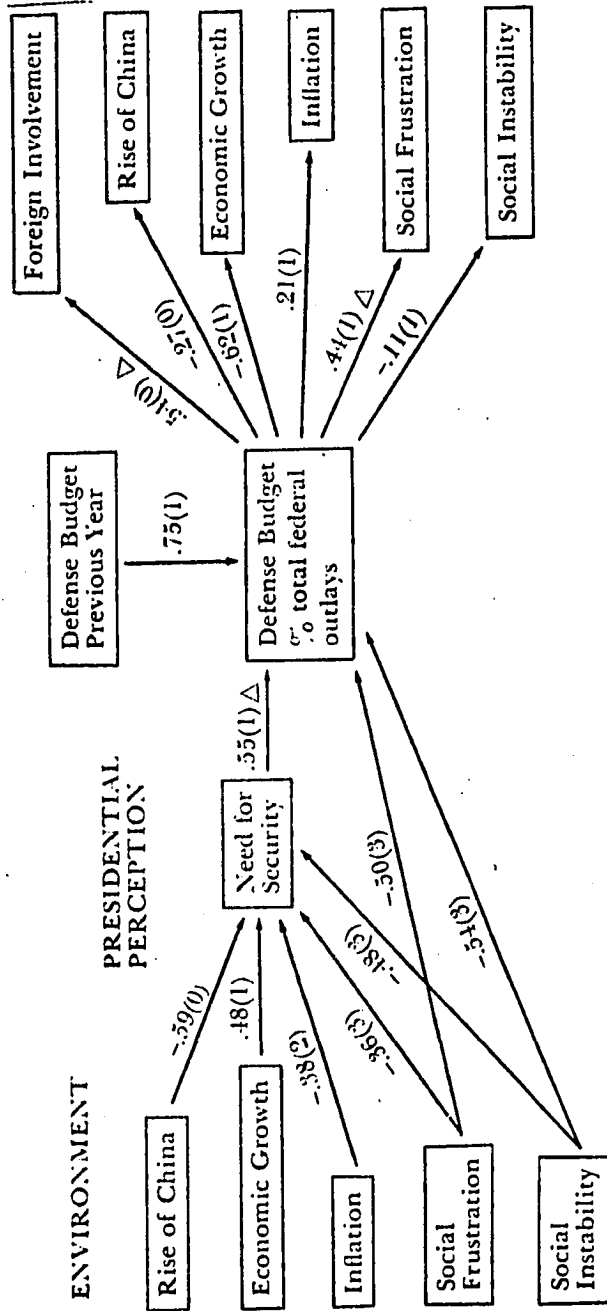 ENVIRONMENT
PRESIDENTIAL
PERCEPTION
Rise of China
Economic Growth
Inflation
Social
Frustration
Social
Instability
-.59(0)
.48(1)
-.38(2)
-.36(3)
-.48(3)
-.50(3)
-.54(3)
Need for
Security
.55(1) △
Defense Budget
Previous Year
.75(1)
Defense Budget
% total federal
outlays
.54(0) △
-.27(0)
-.62(1)
.21(1)
.44(1) △
-.11(1)
Foreign Involvement
Rise of China
Economic Growth
Inflation
Social Frustration
Social Instability